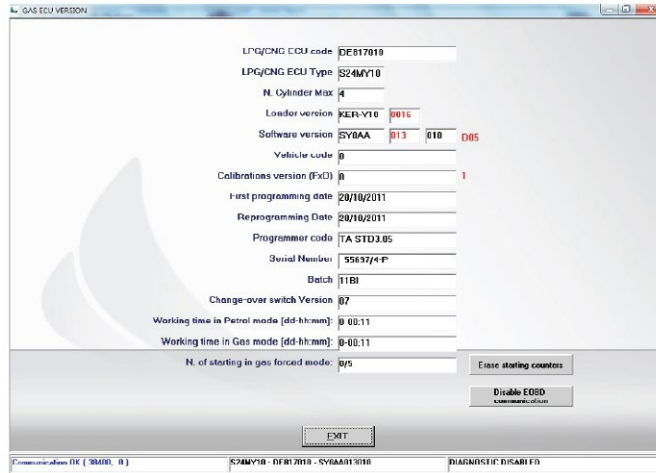 GAS ECU VERSION
LPG/CNG ECU code DE817010
LPG/CNG ECU Type S24MY10
N. Cylinder Max 4
Loader version KER-Y10 0016
Software version SY0AA 013 010 D05
Vehicle code 0
Calibrations version (FxD) 0 1
First programming date 20/10/2011
Reprogramming Date 20/10/2011
Programmer code TA STD3.05
Serial Number 55697/4-P
Batch 11BI
Change-over switch Version 07
Working time in Petrol mode [dd-hh:mm]: 0-00:11
Working time in Gas mode [dd-hh:mm]: 0-00:11
N. of starting in gas forced mode: 0/5
Erase starting counters
Disable EOBD
communication
EXIT
Communication OK ( 38400, 0 ) S24MY10 - DE817010 - SY0AA013010 DIAGNOSTIC DISABLED